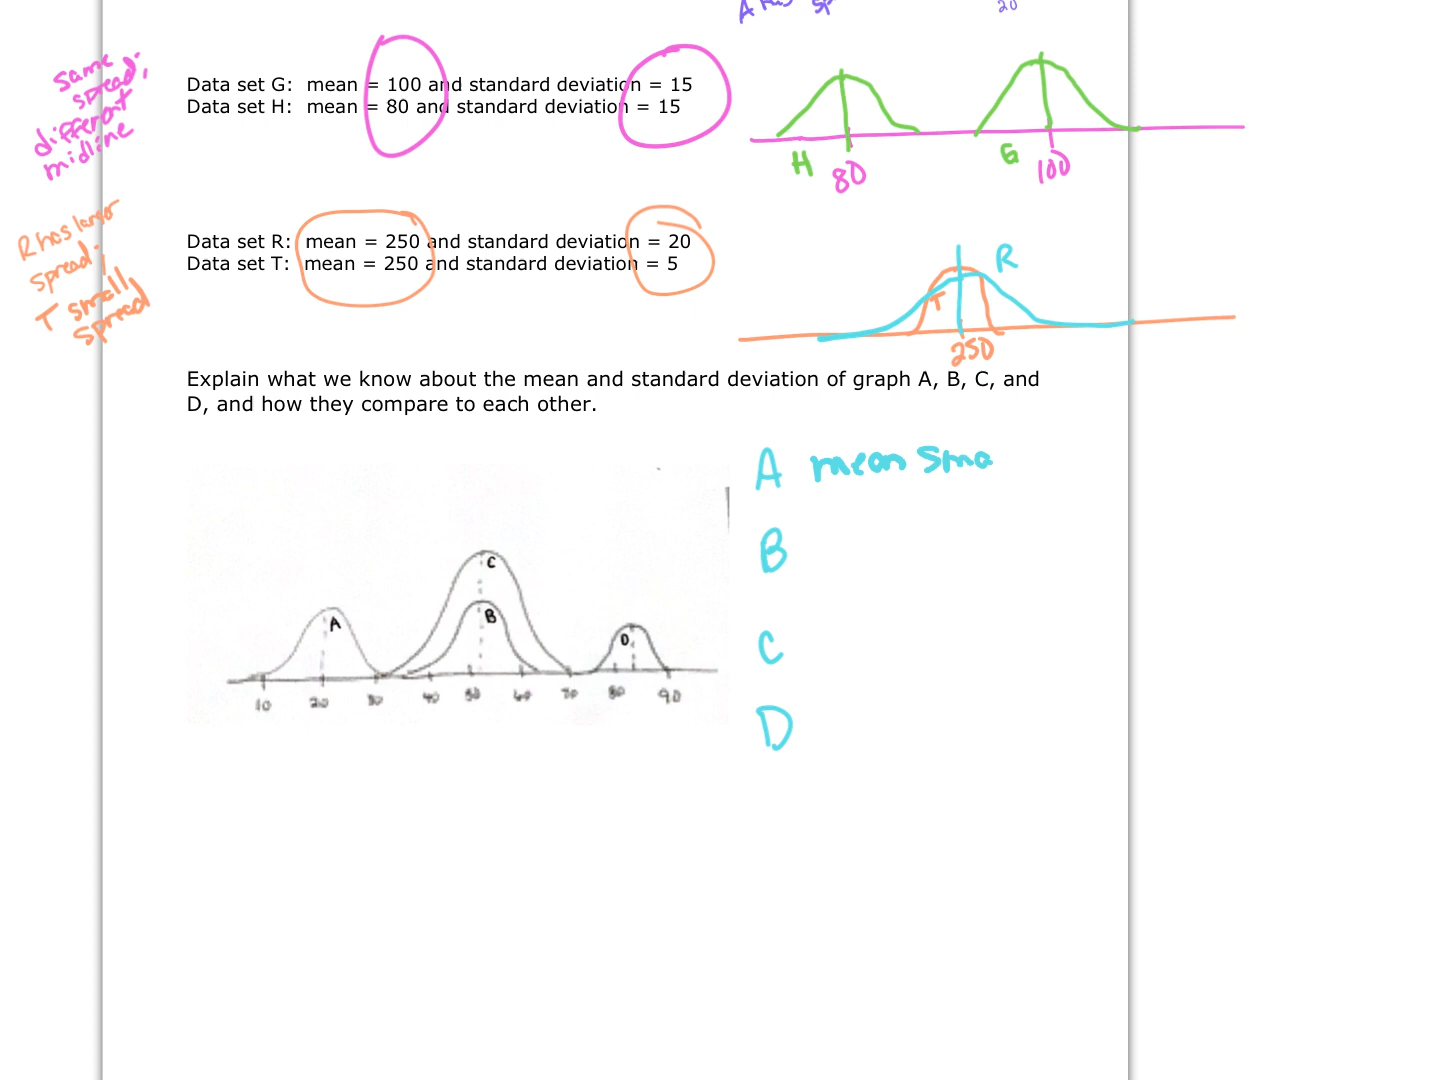 20
Data set G: mean = 100 and standard deviation = 15
Data set H: mean = 80 and standard deviation = 15
same
spread;
different
midline
H 80
G 100
Data set R: mean = 250 and standard deviation = 20
Data set T: mean = 250 and standard deviation = 5
R has larger
spread;
T small
spread
T R
250
Explain what we know about the mean and standard deviation of graph A, B, C, and
D, and how they compare to each other.
A mean sma
B
C
D
C
A B D
10 20 30 40 50 60 70 80 90